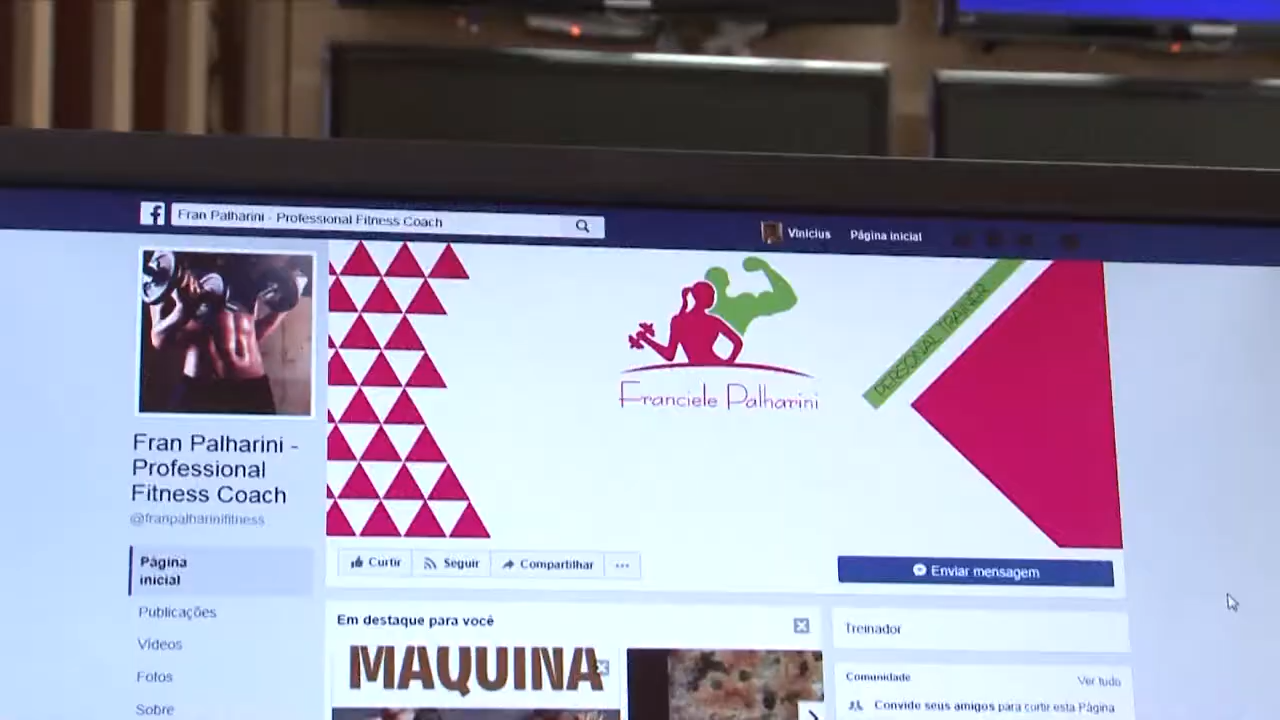 f
Fran Palharini - Professional Fitness Coach
Vinicius
Página inicial
PERSONAL TRAINER
Franciele Palharini
Fran Palharini -
Professional
Fitness Coach
@franpalharinifitness
Página
inicial
Publicações
Vídeos
Fotos
Sobre
Curtir
Seguir
Compartilhar
...
Enviar mensagem
Em destaque para você
MAQUINA
Treinador
Comunidade
Ver tudo
Convide seus amigos para curtir esta Página